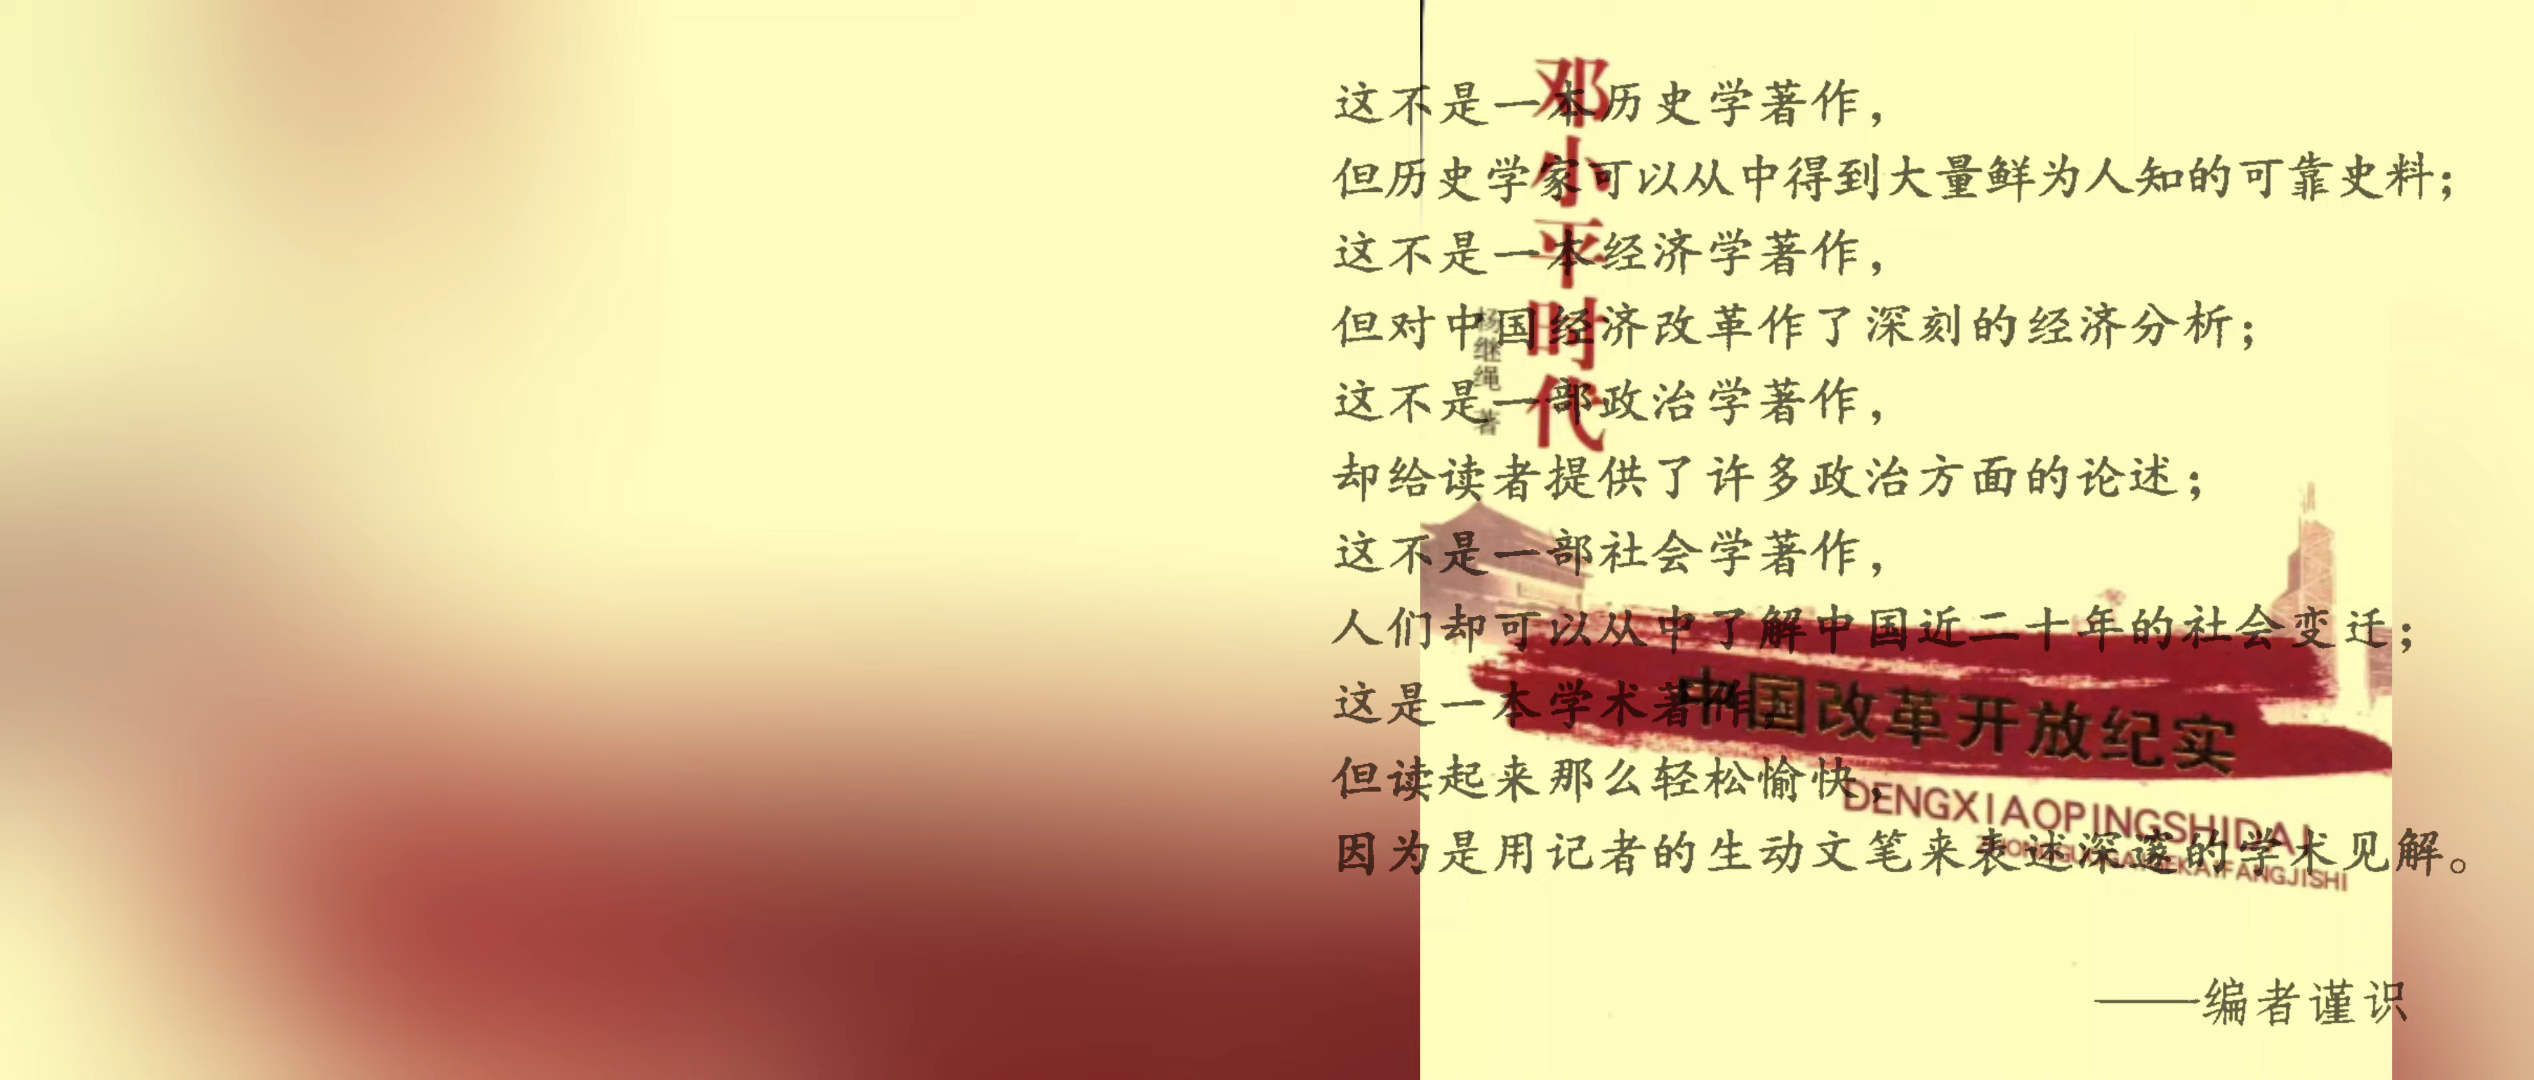 这不是一本历史学著作，
但历史学家可以从中得到大量鲜为人知的可靠史料；
这不是一本经济学著作，
但对中国经济改革作了深刻的经济分析；
这不是一部政治学著作，
却给读者提供了许多政治方面的论述；
这不是一部社会学著作，
人们却可以从中了解中国近二十年的社会变迁；
这是一本学术著作，
但读起来那么轻松愉快，
因为是用记者的生动文笔来表述深邃的学术见解。
——编者谨识
邓小平时代
杨继绳 著
中国改革开放纪实
DENGXIAOPINGSHIDAI